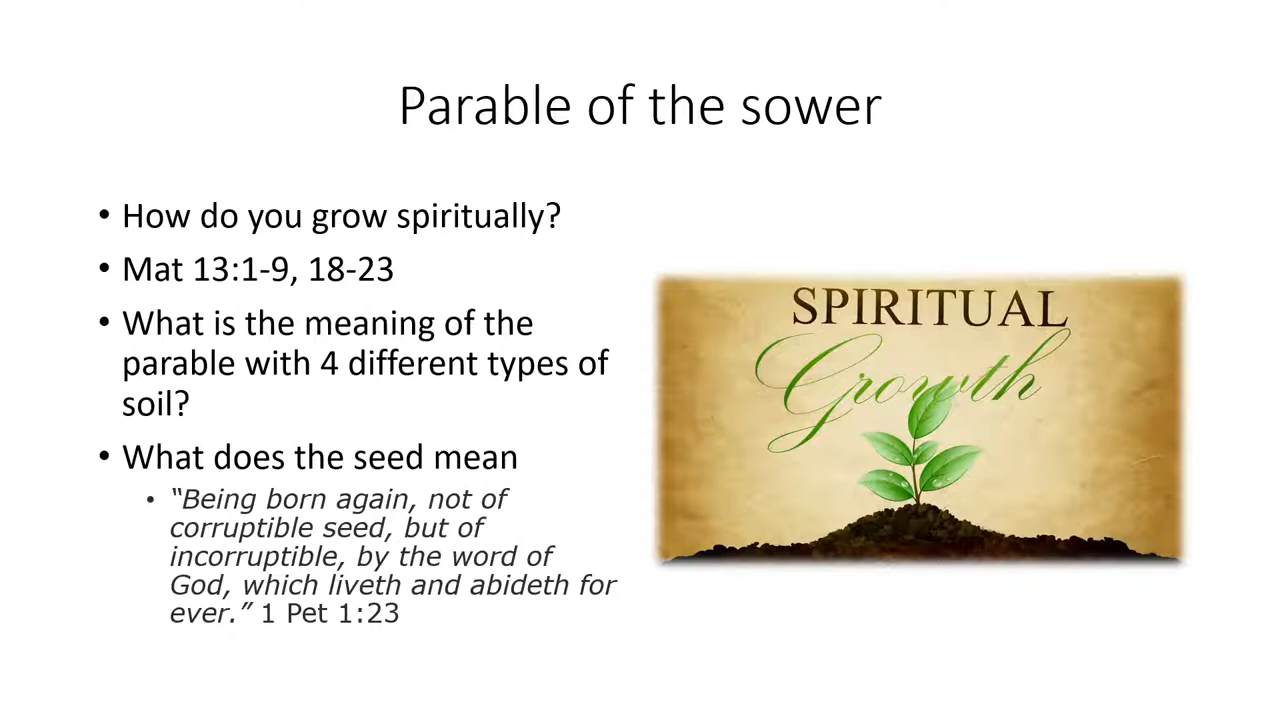 Parable of the sower
• How do you grow spiritually?
• Mat 13:1-9, 18-23
• What is the meaning of the
parable with 4 different types of
soil?
• What does the seed mean
• “Being born again, not of
corruptible seed, but of
incorruptible, by the word of
God, which liveth and abideth for
ever.” 1 Pet 1:23
SPIRITUAL
Growth